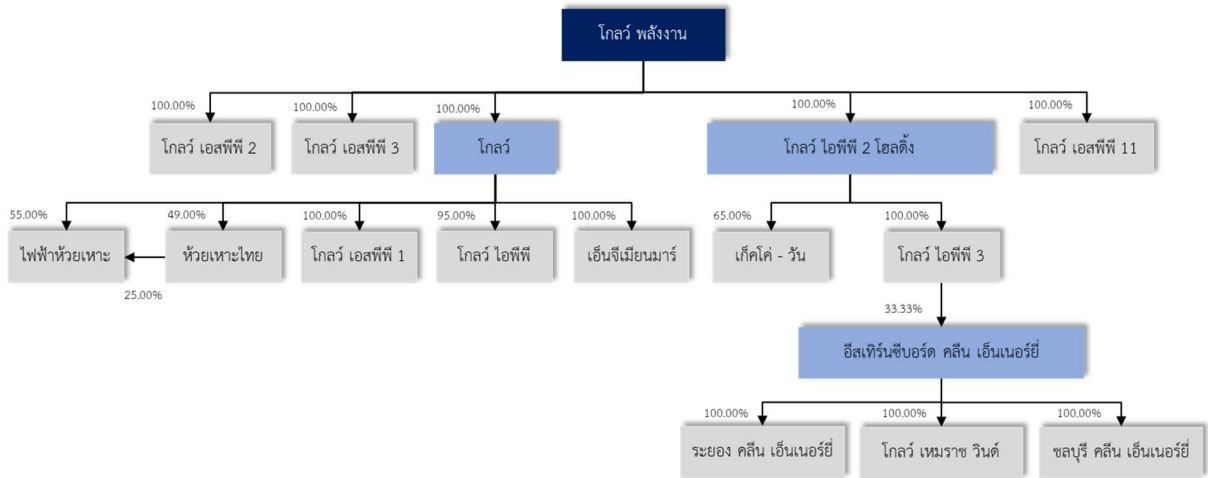 โกลว์ พลังงาน
100.00% 100.00% 100.00% 100.00% 100.00%
โกลว์ เอสพีพี 2 โกลว์ เอสพีพี 3 โกลว์ โกลว์ ไอพีพี 2 โฮลดิ้ง โกลว์ เอสพีพี 11
55.00% 49.00% 100.00% 95.00% 100.00% 65.00% 100.00%
ไฟฟ้าห้วยเหาะ ห้วยเหาะไทย โกลว์ เอสพีพี 1 โกลว์ ไอพีพี เอ็นจีเมียนมาร์ เก็คโค่ - วัน โกลว์ ไอพีพี 3
25.00%
33.33%
อีสเทิร์นซีบอร์ด คลีน เอ็นเนอร์ยี่
100.00% 100.00% 100.00%
ระยอง คลีน เอ็นเนอร์ยี่ โกลว์ เหมราช วินด์ ชลบุรี คลีน เอ็นเนอร์ยี่